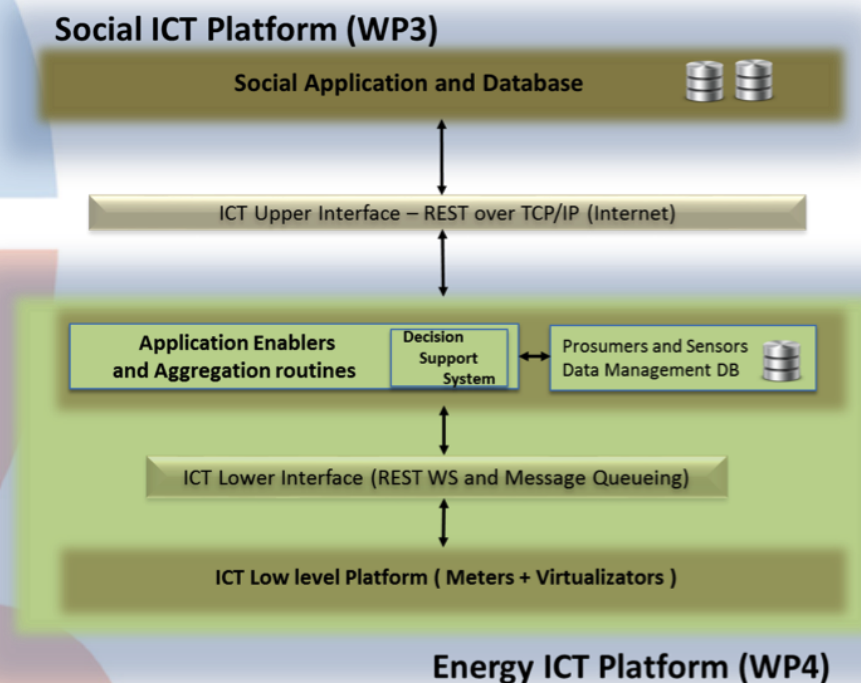 Social ICT Platform (WP3)
Social Application and Database
ICT Upper Interface – REST over TCP/IP (Internet)
Application Enablers
and Aggregation routines
Decision
Support
System
Prosumers and Sensors
Data Management DB
ICT Lower Interface (REST WS and Message Queueing)
ICT Low level Platform ( Meters + Virtualizators )
Energy ICT Platform (WP4)